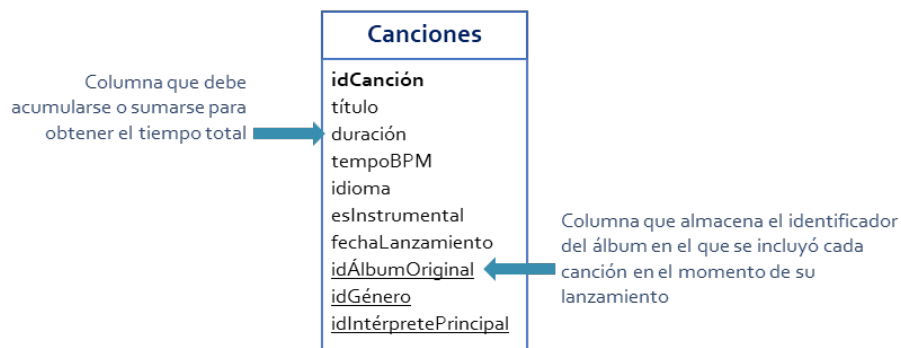 Canciones
Columna que debe
acumularse o sumarse para
obtener el tiempo total
idCanción
título
duración
tempoBPM
idioma
esInstrumental
fechaLanzamiento
idÁlbumOriginal
idGénero
idIntérpretePrincipal
Columna que almacena el identificador
del álbum en el que se incluyó cada
canción en el momento de su
lanzamiento